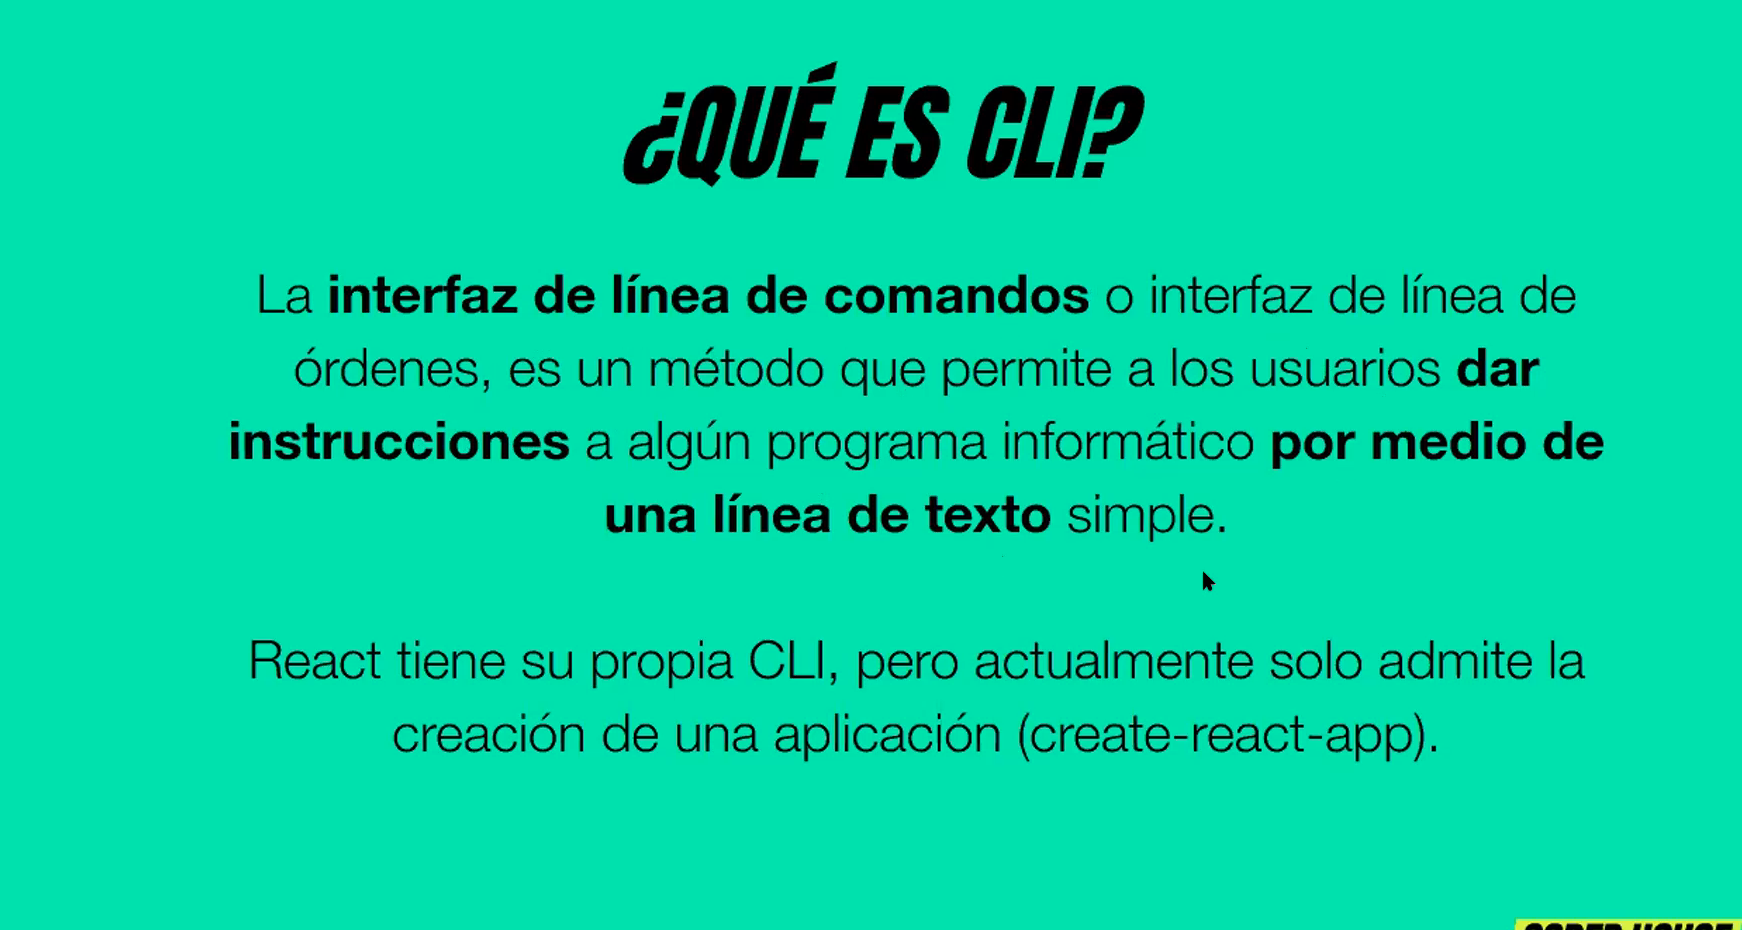 ¿QUÉ ES CLI?
La interfaz de línea de comandos o interfaz de línea de
órdenes, es un método que permite a los usuarios dar
instrucciones a algún programa informático por medio de
una línea de texto simple.
React tiene su propia CLI, pero actualmente solo admite la
creación de una aplicación (create-react-app).